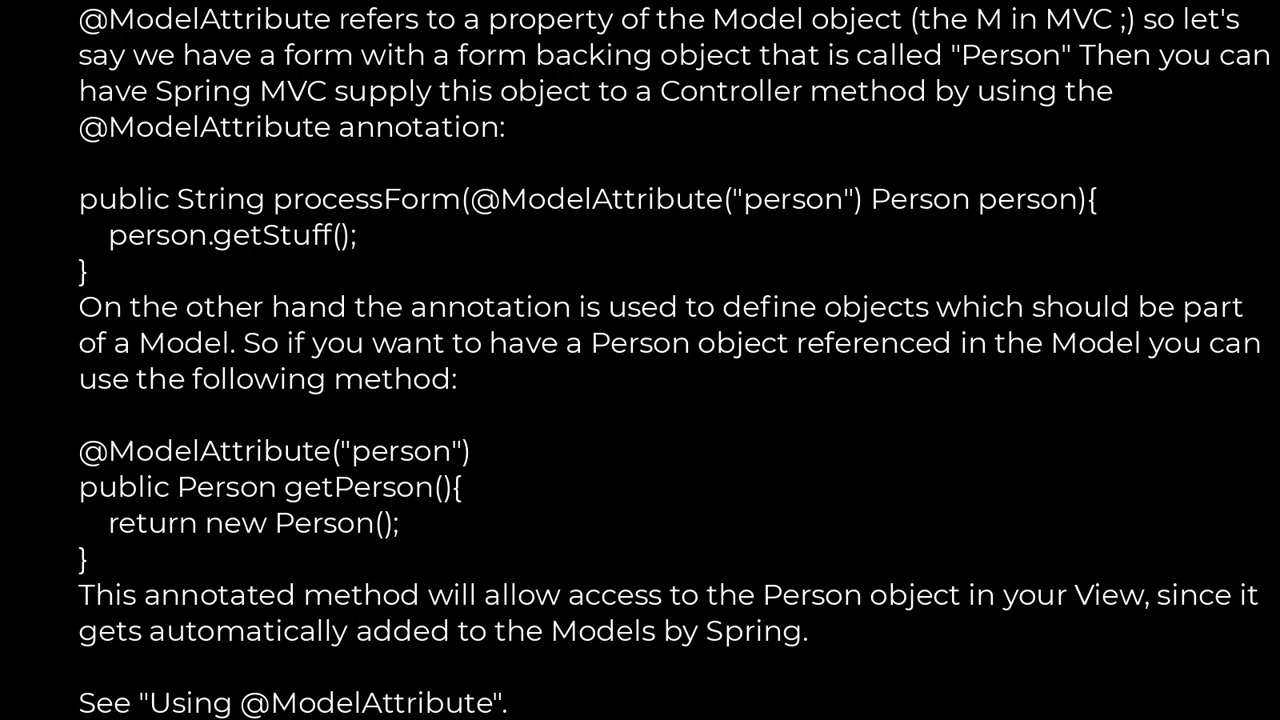 @ModelAttribute refers to a property of the Model object (the M in MVC ;) so let's
say we have a form with a form backing object that is called "Person" Then you can
have Spring MVC supply this object to a Controller method by using the
@ModelAttribute annotation:
public String processForm(@ModelAttribute("person") Person person){
    person.getStuff();
}
On the other hand the annotation is used to define objects which should be part
of a Model. So if you want to have a Person object referenced in the Model you can
use the following method:
@ModelAttribute("person")
public Person getPerson(){
    return new Person();
}
This annotated method will allow access to the Person object in your View, since it
gets automatically added to the Models by Spring.
See "Using @ModelAttribute".